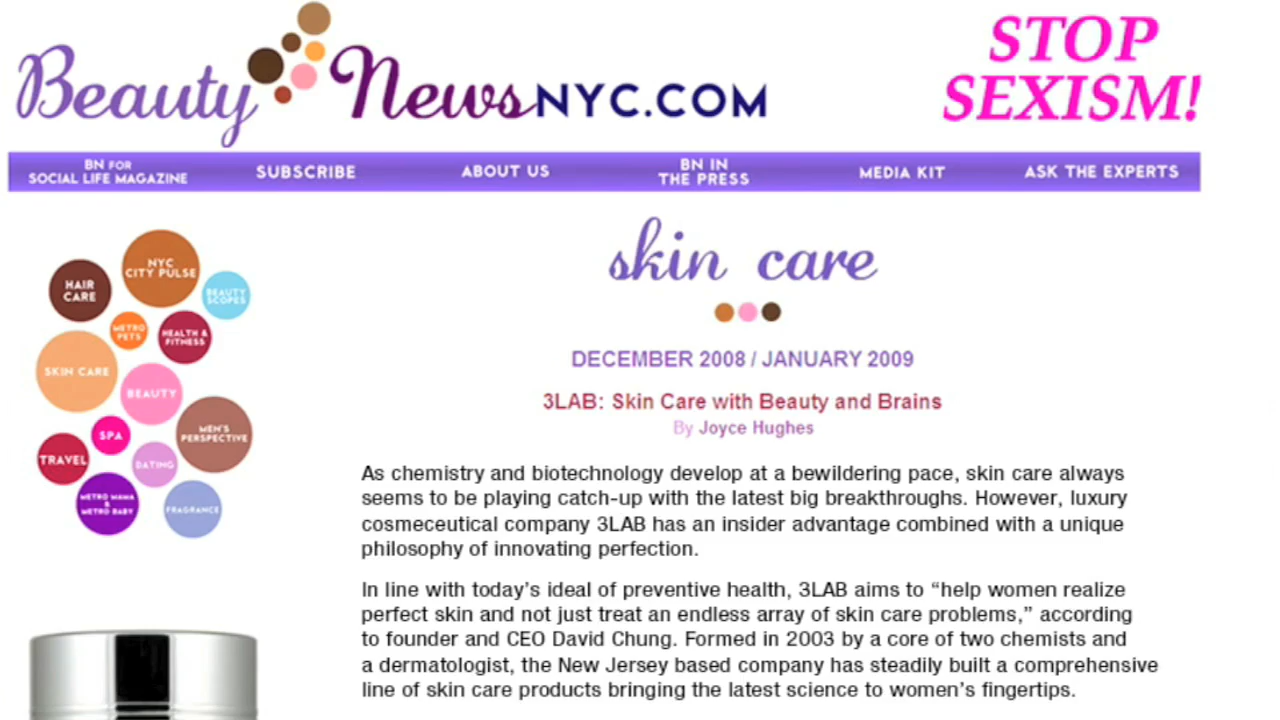 Beauty NewsNYC.COM
STOP
SEXISM!
BN FOR
SOCIAL LIFE MAGAZINE
SUBSCRIBE
ABOUT US
BN IN
THE PRESS
MEDIA KIT
ASK THE EXPERTS
NYC
CITY PULSE
HAIR
CARE
BEAUTY
SCOPES
METRO
PETS
HEALTH &
FITNESS
SKIN CARE
BEAUTY
MEN'S
PERSPECTIVE
SPA
TRAVEL
DATING
METRO MAMA
&
METRO BABY
FRAGRANCE
skin care
DECEMBER 2008 / JANUARY 2009
3LAB: Skin Care with Beauty and Brains
By Joyce Hughes
As chemistry and biotechnology develop at a bewildering pace, skin care always
seems to be playing catch-up with the latest big breakthroughs. However, luxury
cosmeceutical company 3LAB has an insider advantage combined with a unique
philosophy of innovating perfection.
In line with today's ideal of preventive health, 3LAB aims to “help women realize
perfect skin and not just treat an endless array of skin care problems,” according
to founder and CEO David Chung. Formed in 2003 by a core of two chemists and
a dermatologist, the New Jersey based company has steadily built a comprehensive
line of skin care products bringing the latest science to women's fingertips.